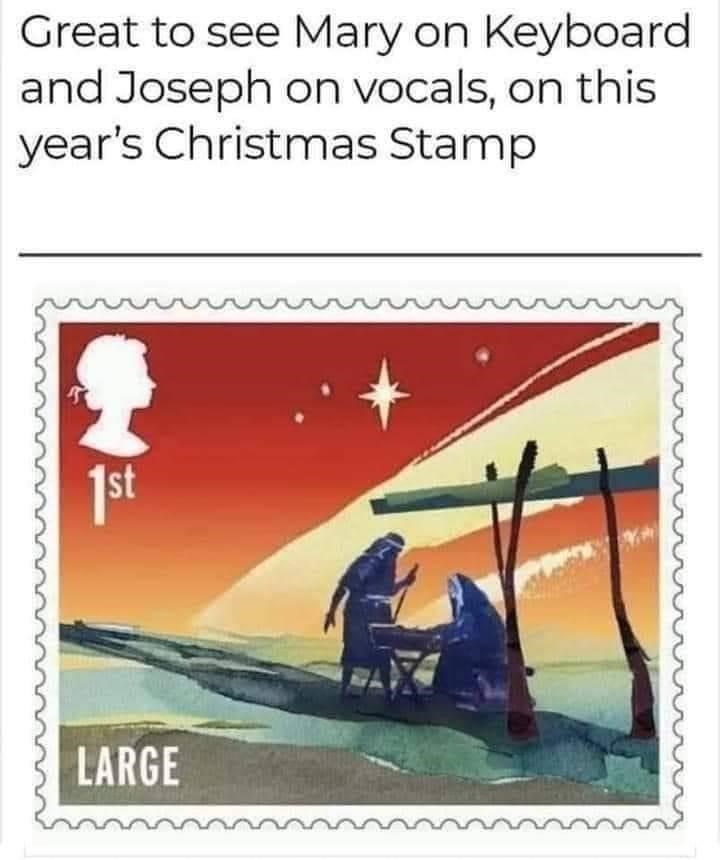 Great to see Mary on Keyboard
and Joseph on vocals, on this
year's Christmas Stamp
1st
LARGE